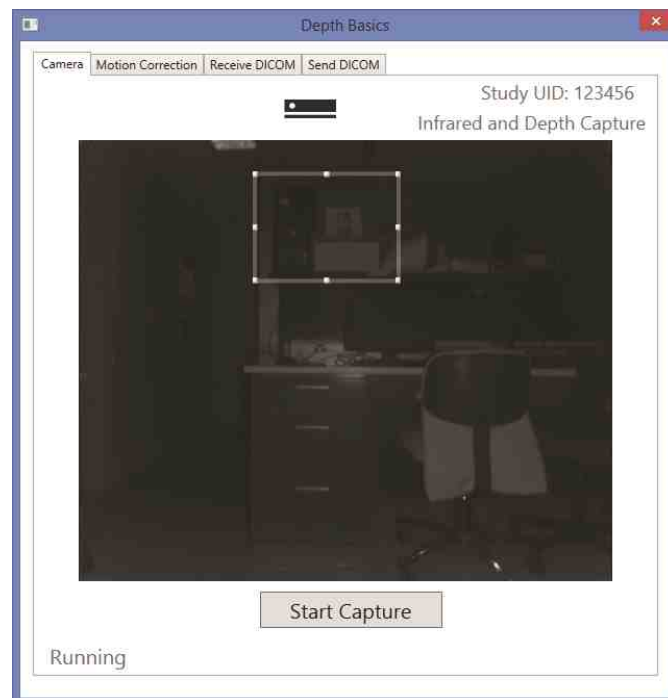 Depth Basics
Camera
Motion Correction
Receive DICOM
Send DICOM
Study UID: 123456
Infrared and Depth Capture
Start Capture
Running